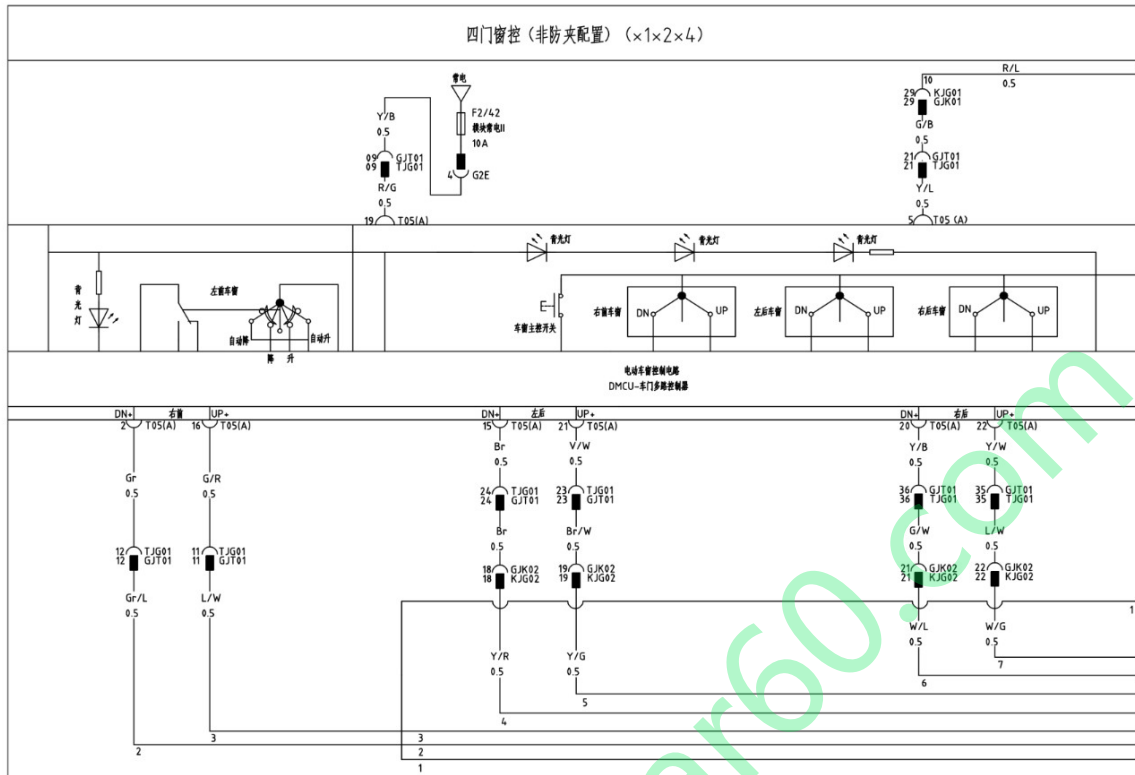 四门窗控（非防夹配置）（×1×2×4）
常电
F2/42
模块常电II
10A
4 G2E
Y/B
0.5
09 GJT01
09 TJG01
R/G
0.5
19 T05(A)
R/L
0.5
10
29 KJG01
29 GJK01
G/B
0.5
21 GJT01
21 TJG01
Y/L
0.5
5 T05 (A)
背光灯 背光灯 背光灯
背光灯
左前车窗
自动降 自动升
降 升
车窗主控开关
右前车窗 DN UP
左后车窗 DN UP
右后车窗 DN UP
电动车窗控制电路
DMCU-车门多路控制器
DN+ 右前 UP+
2 T05(A) 16 T05(A)
Gr G/R
0.5 0.5
12 TJG01 11 TJG01
12 GJT01 11 GJT01
Gr/L L/W
0.5 0.5
DN+ 左后 UP+
15 T05(A) 21 T05(A)
Br V/W
0.5 0.5
24 TJG01 23 TJG01
24 GJT01 23 GJT01
Br Br/W
0.5 0.5
18 GJK02 19 GJK02
18 KJG02 19 KJG02
Y/R Y/G
0.5 0.5
DN+ 右后 UP+
20 T05(A) 22 T05(A)
Y/B Y/W
0.5 0.5
36 GJT01 35 GJT01
36 TJG01 35 TJG01
G/W L/W
0.5 0.5
21 GJK02 22 GJK02
21 KJG02 22 KJG02
W/L W/G
0.5 0.5
1
7
6
5
4
3 3
2 2
1
ar60.com